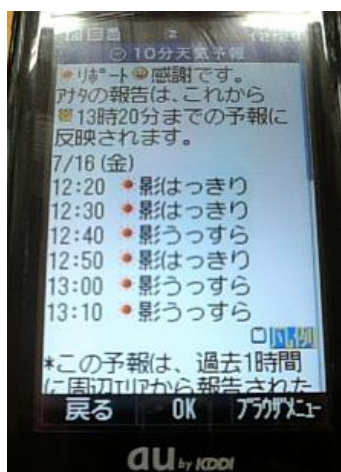 10分天気予報
ﾘﾎﾟｰﾄ 感謝です。
ｱﾅﾀの報告は、これから
13時20分までの予報に
反映されます。
7/16(金)
12:20 影はっきり
12:30 影はっきり
12:40 影うっすら
12:50 影はっきり
13:00 影うっすら
13:10 影うっすら
*この予報は、過去1時間
に周辺ｴﾘｱから報告された
戻る OK ﾌﾞﾗｳｻﾞﾒﾆｭｰ
au by KDDI